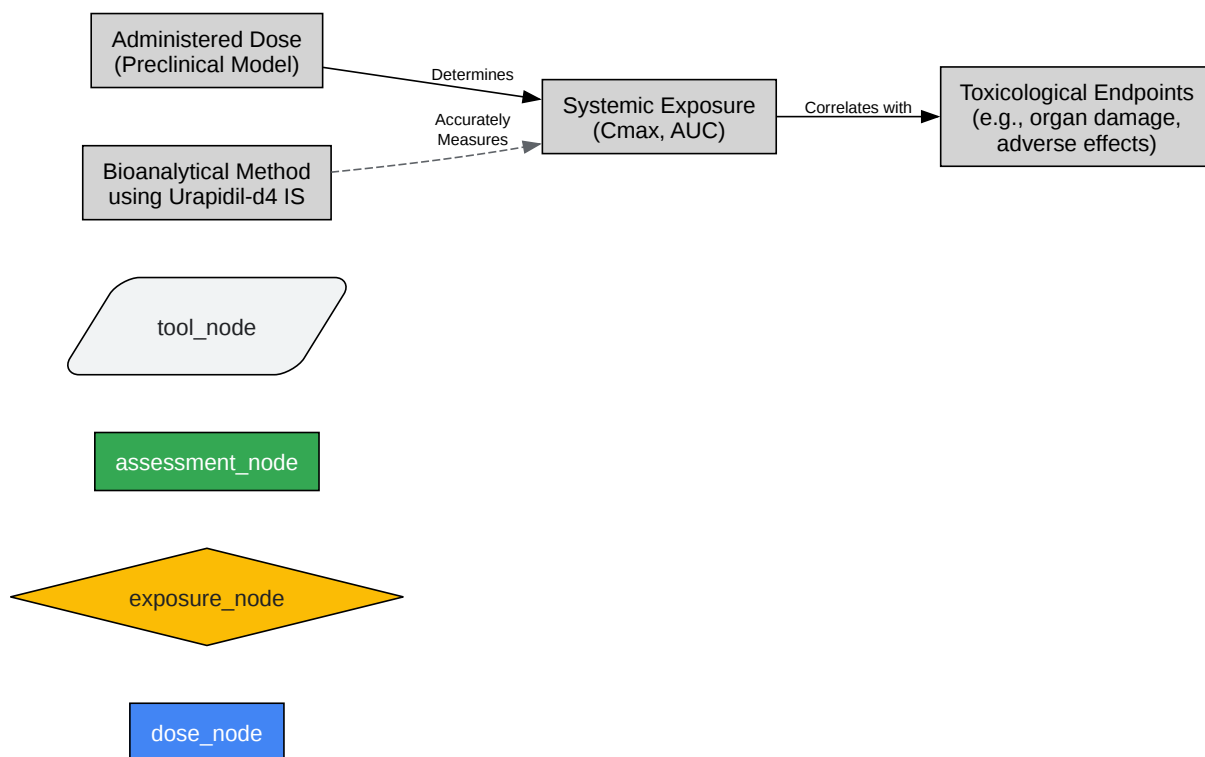 Administered Dose
(Preclinical Model)
Determines
Systemic Exposure
(Cmax, AUC)
Correlates with
Toxicological Endpoints
(e.g., organ damage,
adverse effects)
Accurately
Measures
Bioanalytical Method
using Urapidil-d4 IS
tool_node
assessment_node
exposure_node
dose_node